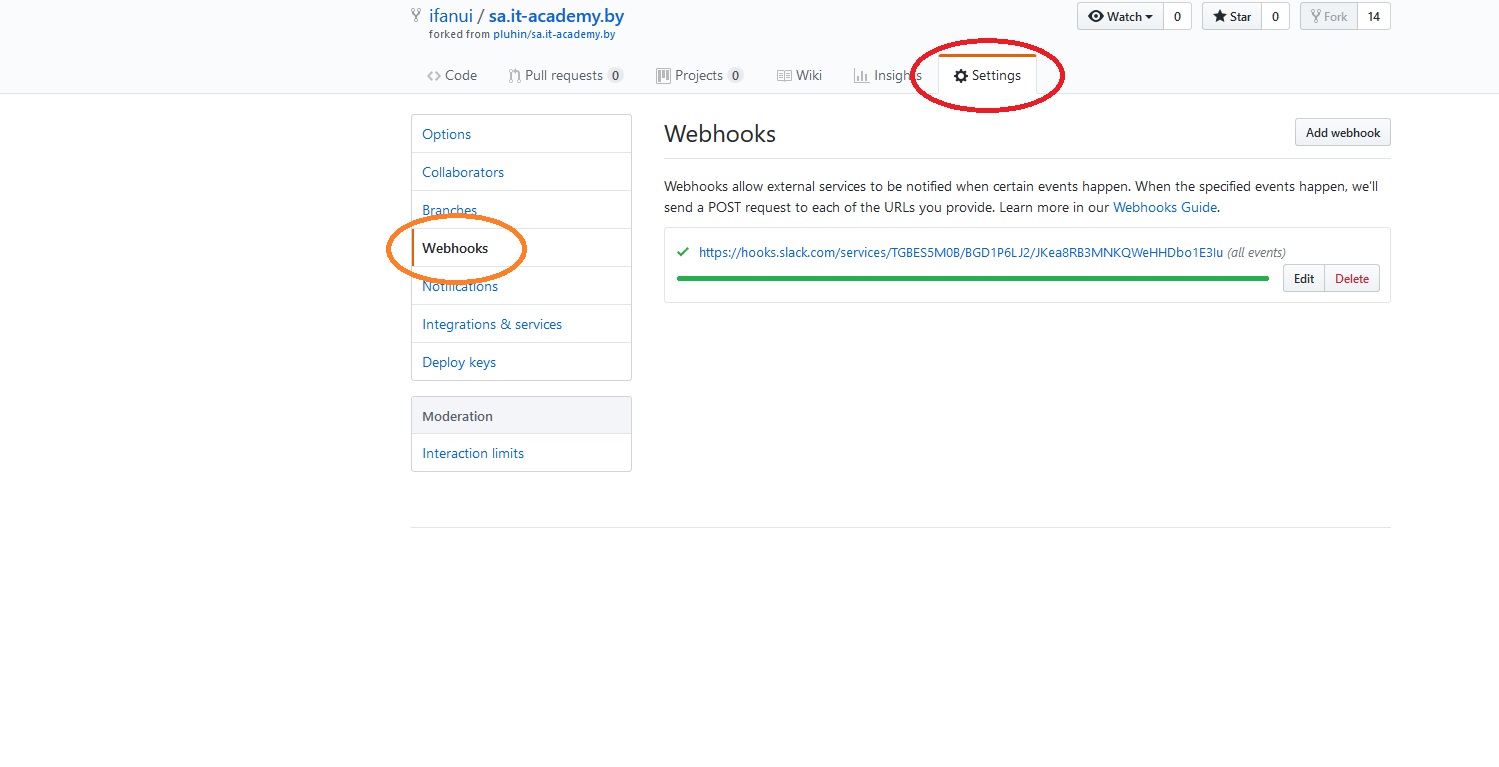 ifanui / sa.it-academy.by
Watch 0 Star 0 Fork 14
forked from pluhin/sa.it-academy.by
Code Pull requests 0 Projects 0 Wiki Insights Settings
Options
Collaborators
Branches
Webhooks
Notifications
Integrations & services
Deploy keys
Moderation
Interaction limits
Webhooks
Add webhook
Webhooks allow external services to be notified when certain events happen. When the specified events happen, we'll
send a POST request to each of the URLs you provide. Learn more in our Webhooks Guide.
https://hooks.slack.com/services/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 (all events)
Edit Delete